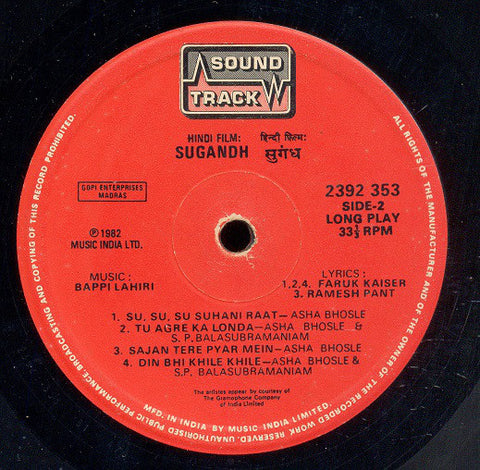 SOUND
TRACK
HINDI FILM: हिन्दी फ़िल्म:
SUGANDH सुगंध
GOPI ENTERPRISES
MADRAS
2392 353
SIDE-2
LONG PLAY
33⅓ RPM
℗ 1982
MUSIC INDIA LTD.
MUSIC :
BAPPI LAHIRI
LYRICS :
1,2,4. FARUK KAISER
3. RAMESH PANT
1. SU, SU, SU SUHANI RAAT—ASHA BHOSLE
2. TU AGRE KA LONDA—ASHA BHOSLE &
S.P. BALASUBRAMANIAM
3. SAJAN TERE PYAR MEIN—ASHA BHOSLE
4. DIN BHI KHILE KHILE—ASHA BHOSLE &
S.P. BALASUBRAMANIAM
The artistes appear by courtesy of
The Gramophone Company
of India Limited
MFD. IN INDIA BY MUSIC INDIA LIMITED.
ALL RIGHTS OF THE MANUFACTURER AND OF THE OWNER OF THE RECORDED WORK RESERVED. UNAUTHORISED PUBLIC PERFORMANCE BROADCASTING AND COPYING OF THIS RECORD PROHIBITED.